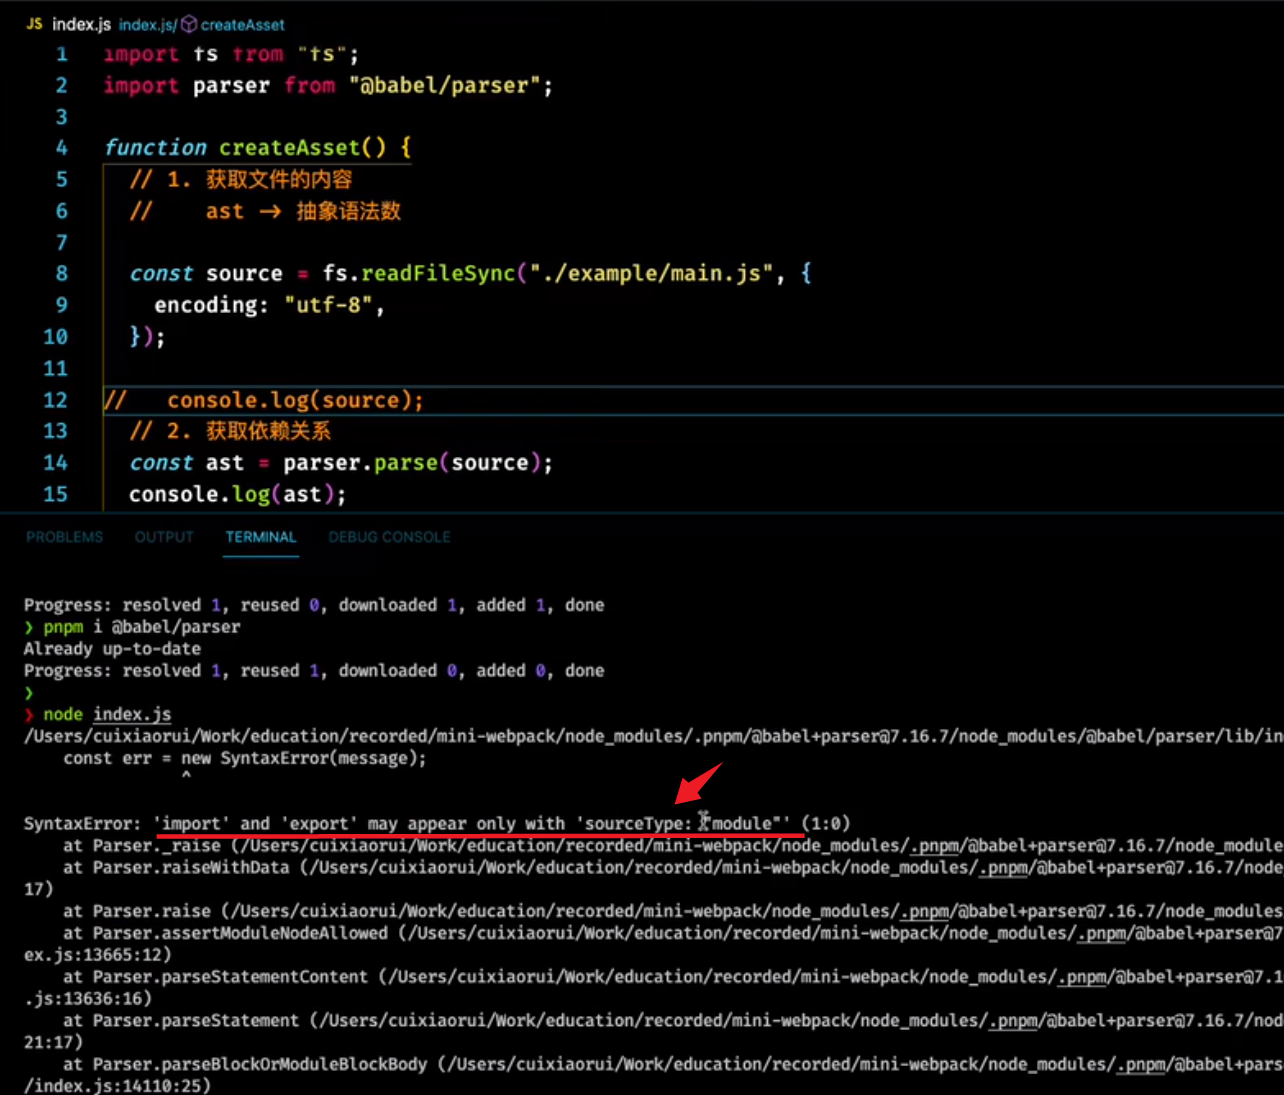 JS index.js index.js/ createAsset
1 import fs from "fs";
2 import parser from "@babel/parser";
3
4 function createAsset() {
5 // 1. 获取文件的内容
6 // ast -> 抽象语法数
7
8 const source = fs.readFileSync("./example/main.js", {
9 encoding: "utf-8",
10 });
11
12 // console.log(source);
13 // 2. 获取依赖关系
14 const ast = parser.parse(source);
15 console.log(ast);
PROBLEMS OUTPUT TERMINAL DEBUG CONSOLE
Progress: resolved 1, reused 0, downloaded 1, added 1, done
❯ pnpm i @babel/parser
Already up-to-date
Progress: resolved 1, reused 1, downloaded 0, added 0, done
❯
❯ node index.js
/Users/cuixiaorui/Work/education/recorded/mini-webpack/node_modules/.pnpm/@babel+parser@7.16.7/node_modules/@babel/parser/lib/in
const err = new SyntaxError(message);
^
SyntaxError: 'import' and 'export' may appear only with 'sourceType: "module"' (1:0)
at Parser._raise (/Users/cuixiaorui/Work/education/recorded/mini-webpack/node_modules/.pnpm/@babel+parser@7.16.7/node_module
at Parser.raiseWithData (/Users/cuixiaorui/Work/education/recorded/mini-webpack/node_modules/.pnpm/@babel+parser@7.16.7/node
17)
at Parser.raise (/Users/cuixiaorui/Work/education/recorded/mini-webpack/node_modules/.pnpm/@babel+parser@7.16.7/node_modules
at Parser.assertModuleNodeAllowed (/Users/cuixiaorui/Work/education/recorded/mini-webpack/node_modules/.pnpm/@babel+parser@7
ex.js:13665:12)
at Parser.parseStatementContent (/Users/cuixiaorui/Work/education/recorded/mini-webpack/node_modules/.pnpm/@babel+parser@7.1
.js:13636:16)
at Parser.parseStatement (/Users/cuixiaorui/Work/education/recorded/mini-webpack/node_modules/.pnpm/@babel+parser@7.16.7/nod
21:17)
at Parser.parseBlockOrModuleBlockBody (/Users/cuixiaorui/Work/education/recorded/mini-webpack/node_modules/.pnpm/@babel+pars
/index.js:14110:25)